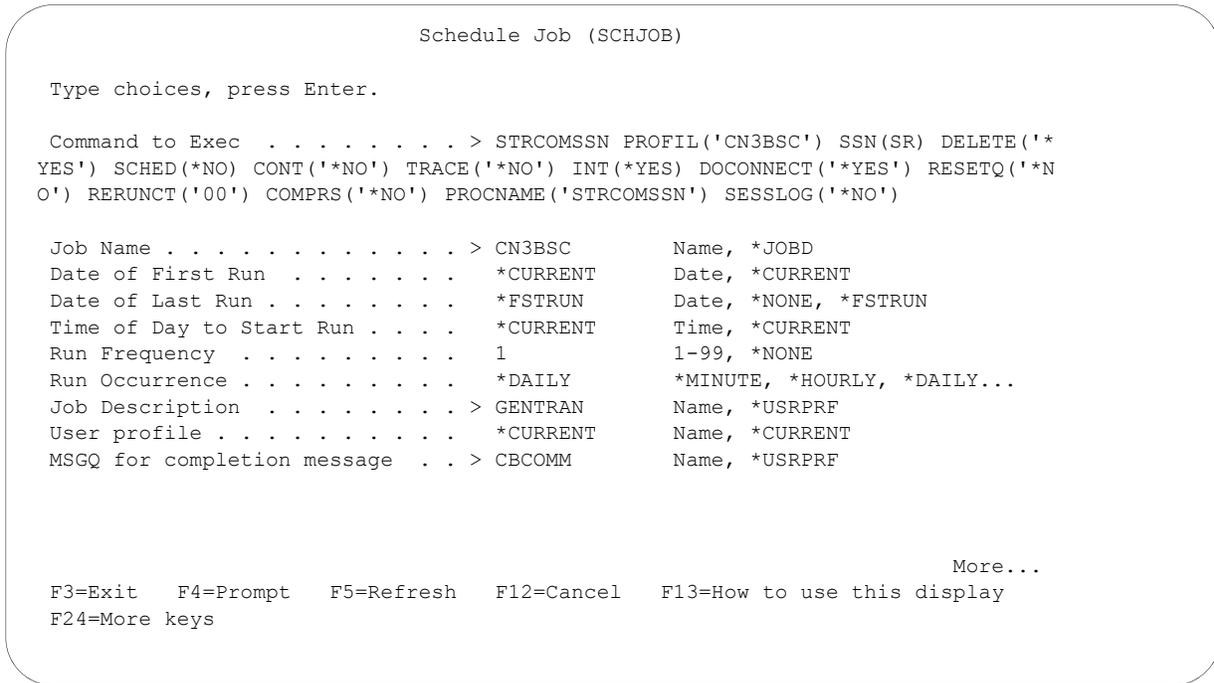 Schedule Job (SCHJOB)
Type choices, press Enter.
Command to Exec . . . . . . . . > STRCOMSSN PROFIL('CN3BSC') SSN(SR) DELETE('*
YES') SCHED(*NO) CONT('*NO') TRACE('*NO') INT(*YES) DOCONNECT('*YES') RESETQ('*N
O') RERUNCT('00') COMPRS('*NO') PROCNAME('STRCOMSSN') SESSLOG('*NO')
Job Name . . . . . . . . . . . . > CN3BSC Name, *JOBD
Date of First Run . . . . . . . *CURRENT Date, *CURRENT
Date of Last Run . . . . . . . . *FSTRUN Date, *NONE, *FSTRUN
Time of Day to Start Run . . . . *CURRENT Time, *CURRENT
Run Frequency . . . . . . . . . 1 1-99, *NONE
Run Occurrence . . . . . . . . . *DAILY *MINUTE, *HOURLY, *DAILY...
Job Description . . . . . . . . > GENTRAN Name, *USRPRF
User profile . . . . . . . . . . *CURRENT Name, *CURRENT
MSGQ for completion message . . > CBCOMM Name, *USRPRF
More...
F3=Exit F4=Prompt F5=Refresh F12=Cancel F13=How to use this display
F24=More keys